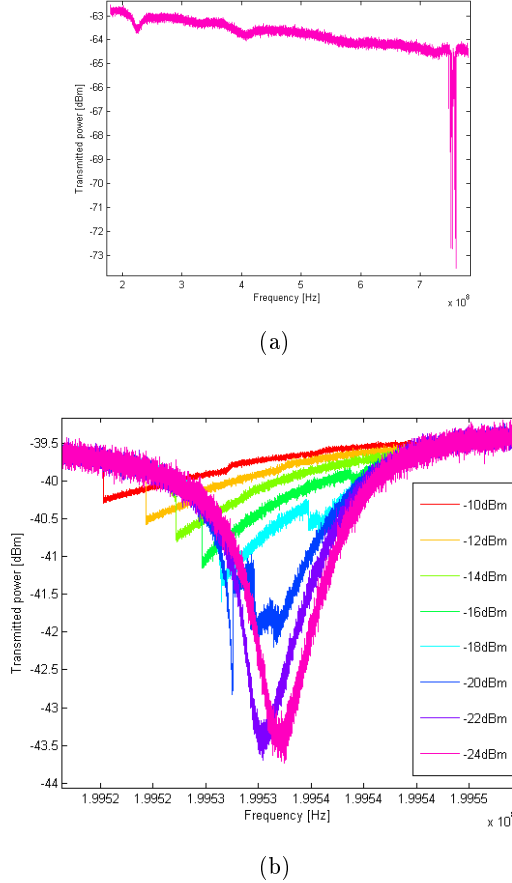 -63
-64
-65
-66
-67
-68
-69
-70
-71
-72
-73
Transmitted power [dBm]
2 3 4 5 6 7
Frequency [Hz]
x 10⁸
(a)
-39.5
-40
-40.5
-41
-41.5
-42
-42.5
-43
-43.5
-44
Transmitted power [dBm]
-10dBm
-12dBm
-14dBm
-16dBm
-18dBm
-20dBm
-22dBm
-24dBm
1.9952 1.9952 1.9953 1.9953 1.9954 1.9954 1.9955
Frequency [Hz]
x 10
(b)